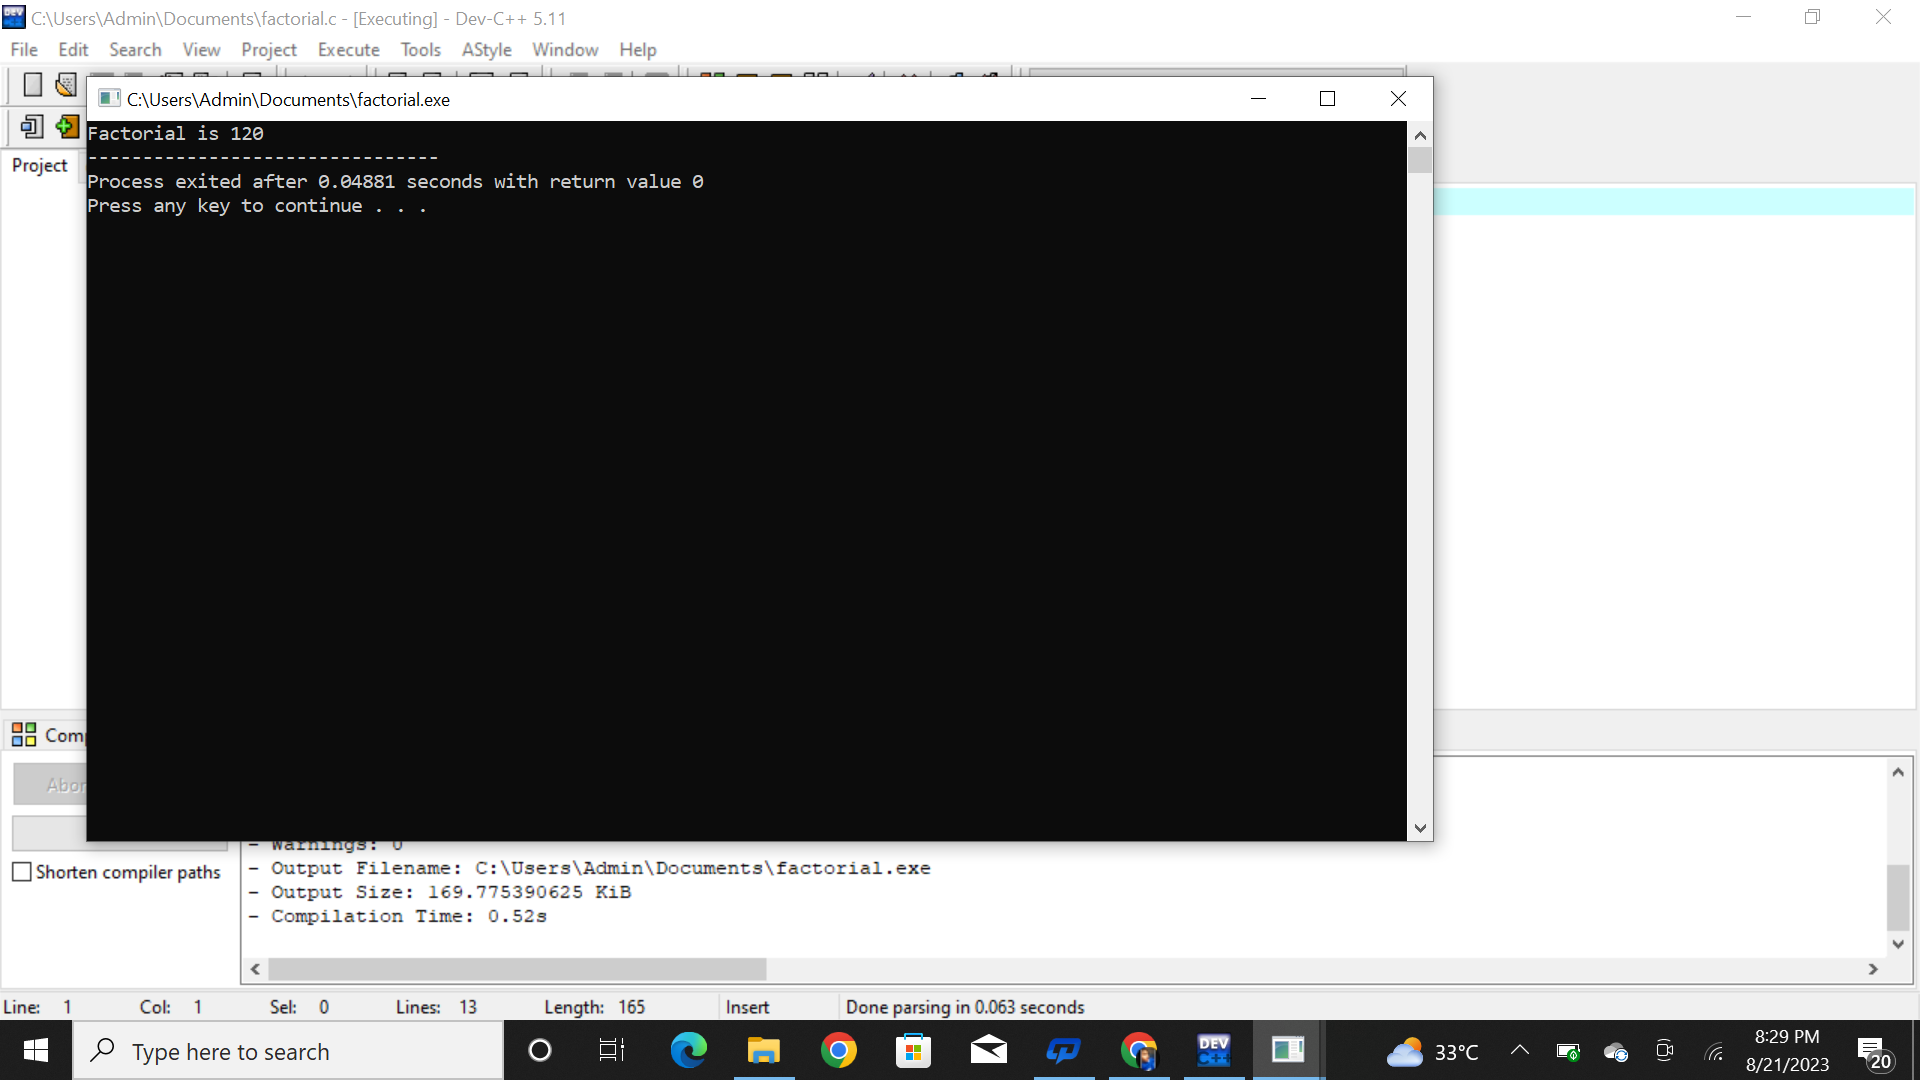 C:\Users\Admin\Documents\factorial.c - [Executing] - Dev-C++ 5.11
File Edit Search View Project Execute Tools AStyle Window Help
C:\Users\Admin\Documents\factorial.exe
Factorial is 120
--------------------------------
Process exited after 0.04881 seconds with return value 0
Press any key to continue . . .
Project
- Warnings: 0
Shorten compiler paths
- Output Filename: C:\Users\Admin\Documents\factorial.exe
- Output Size: 169.775390625 KiB
- Compilation Time: 0.52s
Line: 1 Col: 1 Sel: 0 Lines: 13 Length: 165 Insert Done parsing in 0.063 seconds
Type here to search
DEV C++
33°C
8:29 PM
8/21/2023
20